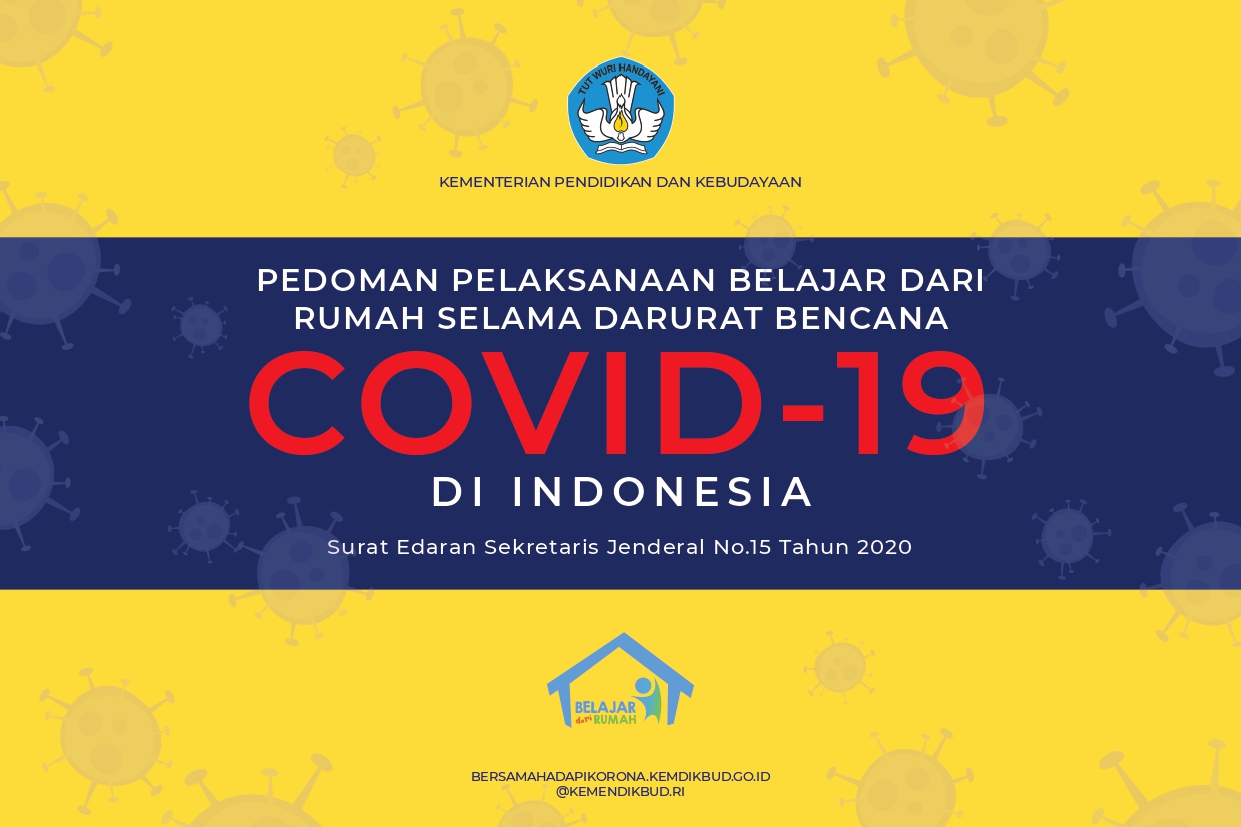 TUT WURI HANDAYANI
KEMENTERIAN PENDIDIKAN DAN KEBUDAYAAN
PEDOMAN PELAKSANAAN BELAJAR DARI
RUMAH SELAMA DARURAT BENCANA
COVID-19
DI INDONESIA
Surat Edaran Sekretaris Jenderal No.15 Tahun 2020
BELAJAR
dari RUMAH
BERSAMAHADAPIKORONA.KEMDIKBUD.GO.ID
@KEMENDIKBUD.RI